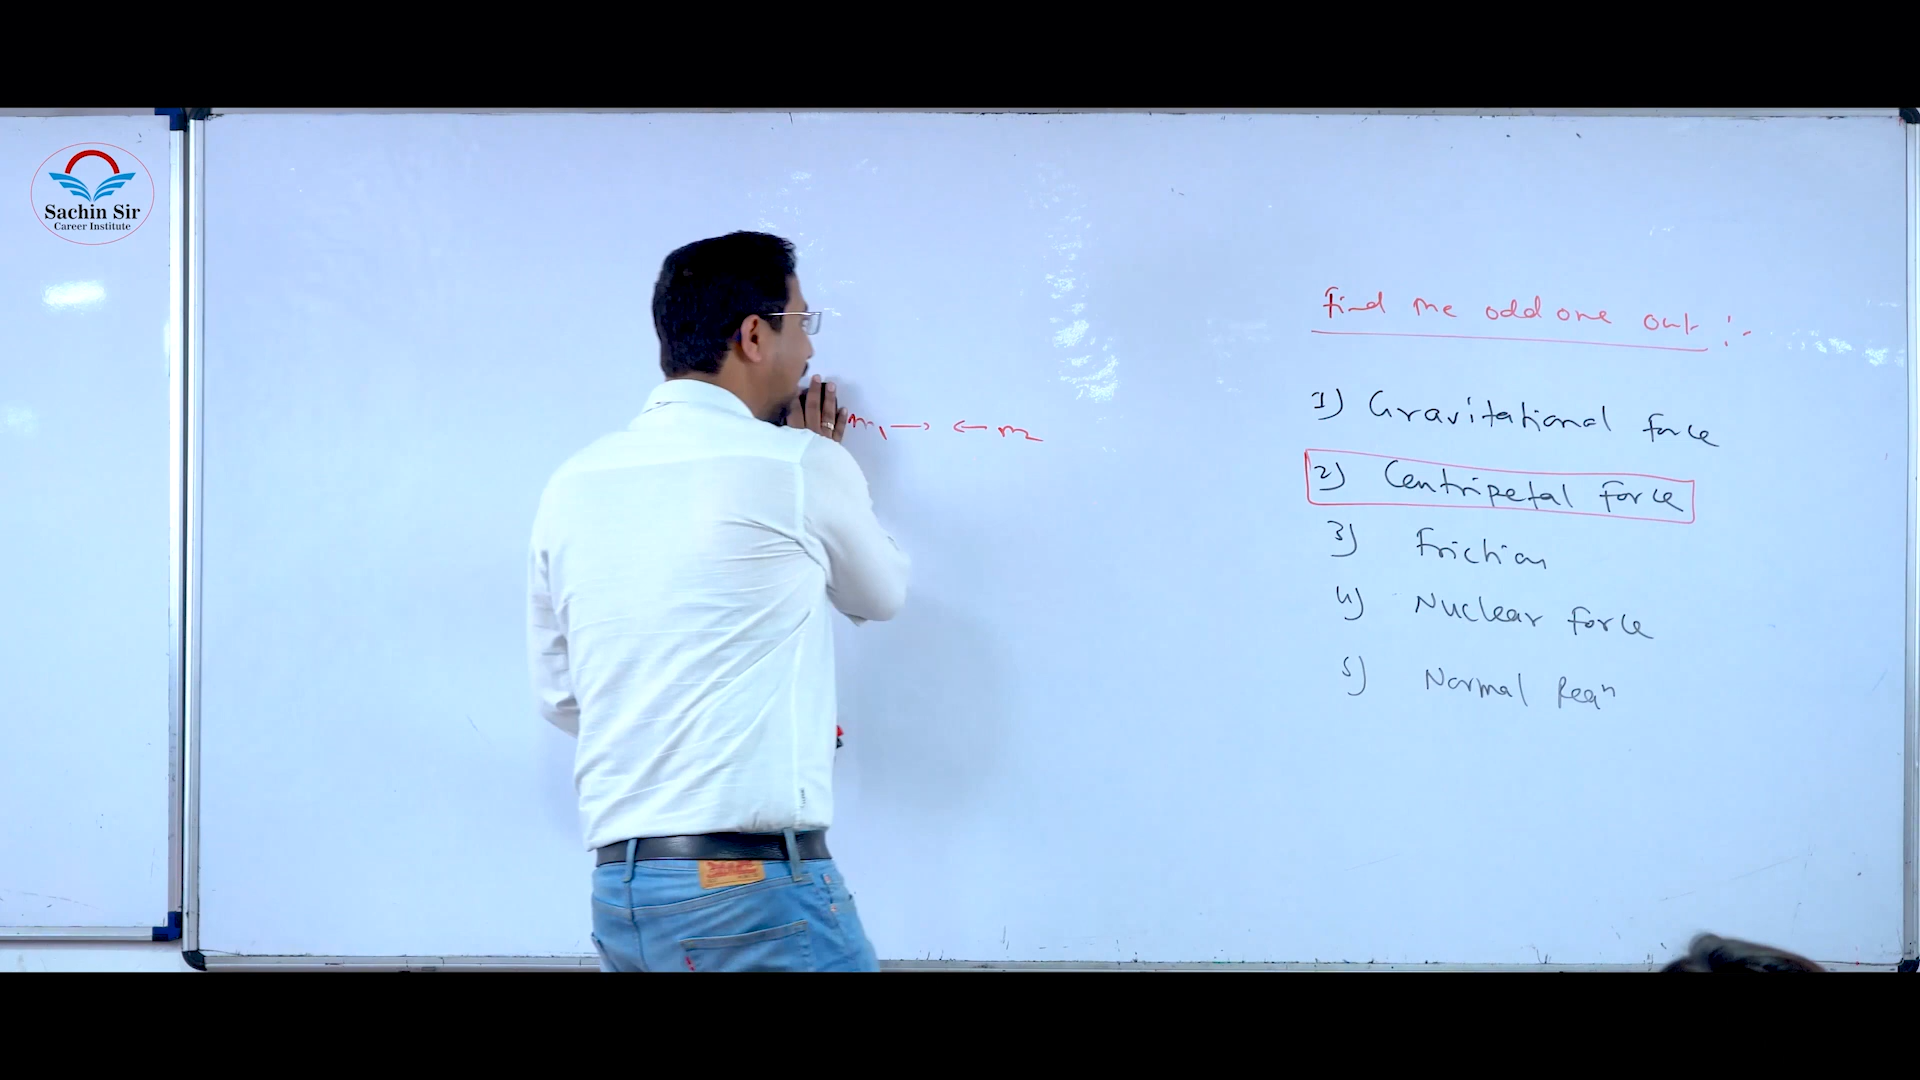 Sachin Sir
Career Institute
find the odd one out :-
m1 → ← m2
1) Gravitational force
2) Centripetal force
3) Friction
4) Nuclear force
5) Normal Reaⁿ